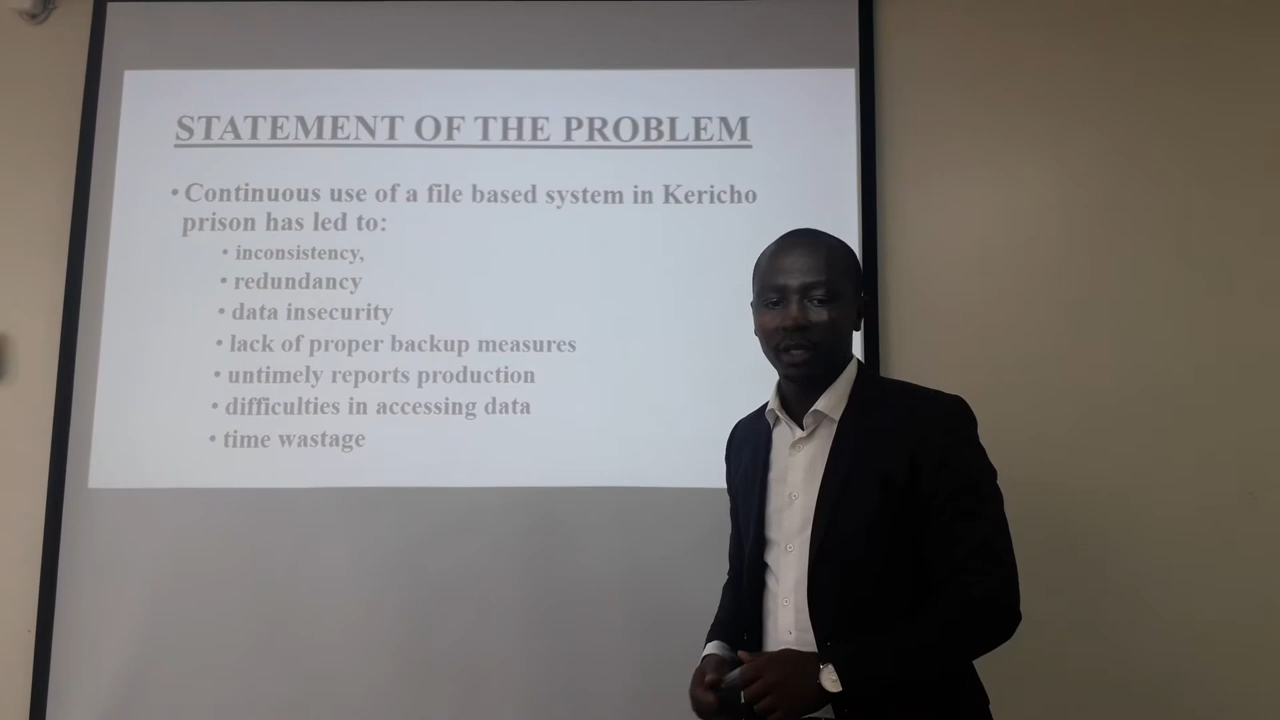 STATEMENT OF THE PROBLEM
• Continuous use of a file based system in Kericho
prison has led to:
• inconsistency,
• redundancy
• data insecurity
• lack of proper backup measures
• untimely reports production
• difficulties in accessing data
• time wastage